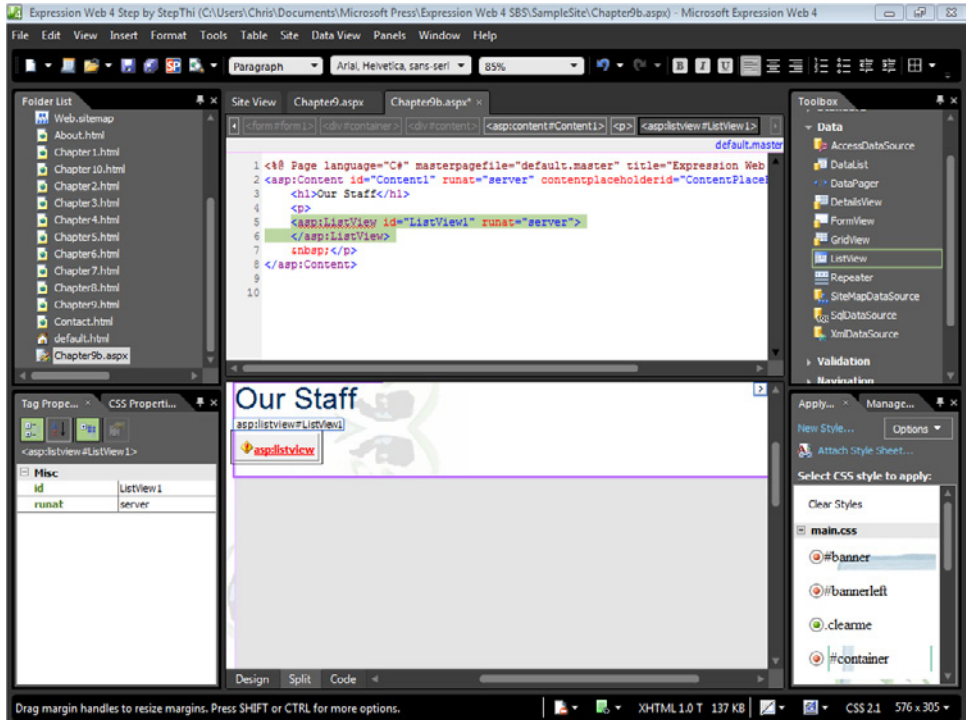 Expression Web 4 Step by StepThi (C:\Users\Chris\Documents\Microsoft Press\Expression Web 4 SBS\SampleSite\Chapter9b.aspx) - Microsoft Expression Web 4
File Edit View Insert Format Tools Table Site Data View Panels Window Help
Paragraph
Arial, Helvetica, sans-seri
85%
B I U
Folder List
Web.sitemap
About.html
Chapter1.html
Chapter10.html
Chapter2.html
Chapter3.html
Chapter4.html
Chapter5.html
Chapter6.html
Chapter7.html
Chapter8.html
Chapter9.html
Contact.html
default.html
Chapter9b.aspx
Tag Prope... CSS Properti...
<asp:listview#ListView1>
Misc
id ListView1
runat server
Site View Chapter9.aspx Chapter9b.aspx*
<form#form1> <div#container> <div#content> <asp:content#Content1> <p> <asp:listview#ListView1>
default.master
1 <%@ Page language="C#" masterpagefile="default.master" title="Expression Web
2 <asp:Content id="Content1" runat="server" contentplaceholderid="ContentPlaceH
3 <h1>Our Staff</h1>
4 <p>
5 <asp:ListView id="ListView1" runat="server">
6 </asp:ListView>
7 &nbsp;</p>
8 </asp:Content>
9
10
Our Staff
asp:listview#ListView1
asp:listview
Design Split Code
Toolbox
Data
AccessDataSource
DataList
DataPager
DetailsView
FormView
GridView
ListView
Repeater
SiteMapDataSource
SqlDataSource
XmlDataSource
Validation
Navigation
Apply... Manage...
New Style... Options
Attach Style Sheet...
Select CSS style to apply:
Clear Styles
main.css
#banner
#bannerleft
.clearme
#container
Drag margin handles to resize margins. Press SHIFT or CTRL for more options.
XHTML 1.0 T 137 KB CSS 2.1 576 x 305